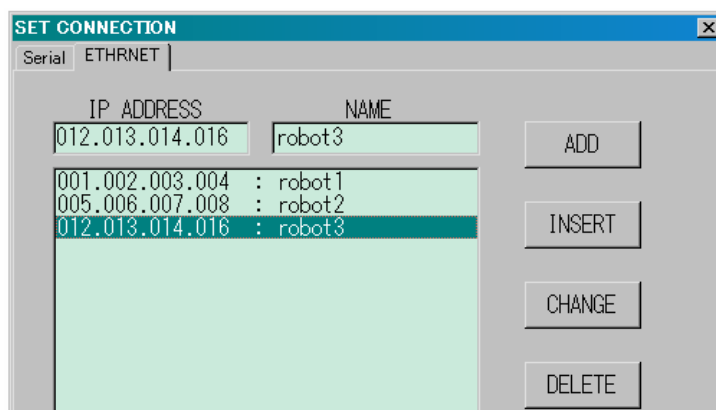 SET CONNECTION
Serial ETHRNET
IP ADDRESS NAME
012.013.014.016 robot3
ADD
001.002.003.004 : robot1
005.006.007.008 : robot2
012.013.014.016 : robot3
INSERT
CHANGE
DELETE